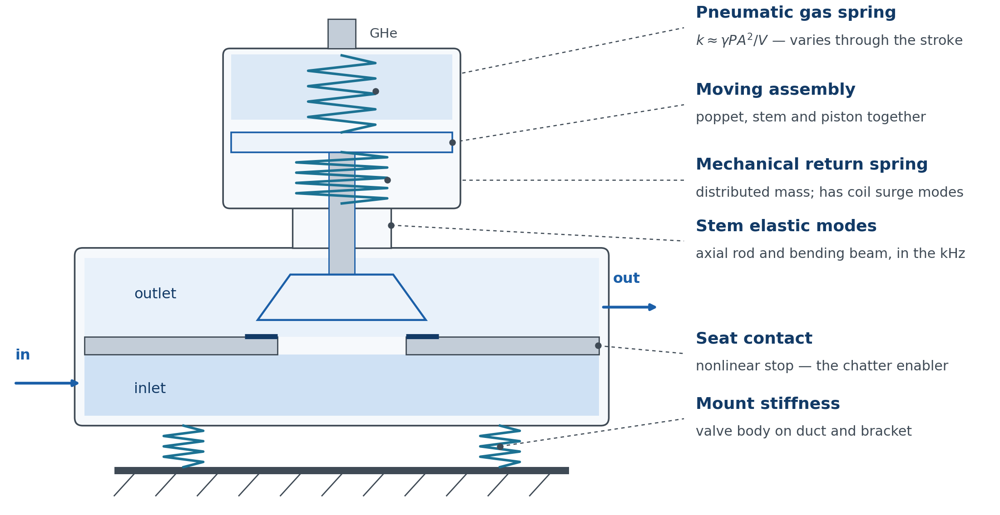 Pneumatic gas spring
GHe
k ≈ γPA²/V — varies through the stroke
Moving assembly
poppet, stem and piston together
Mechanical return spring
distributed mass; has coil surge modes
Stem elastic modes
axial rod and bending beam, in the kHz
out
outlet
Seat contact
in
nonlinear stop — the chatter enabler
inlet
Mount stiffness
valve body on duct and bracket